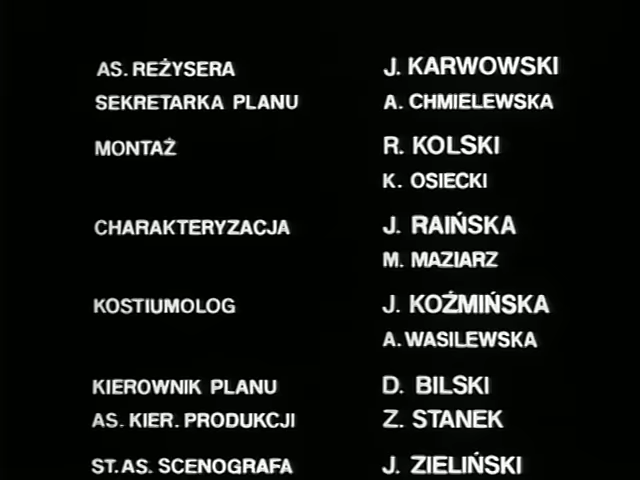 AS. REŻYSERA J. KARWOWSKI
SEKRETARKA PLANU A. CHMIELEWSKA
MONTAŻ R. KOLSKI
K. OSIECKI
CHARAKTERYZACJA J. RAIŃSKA
M. MAZIARZ
KOSTIUMOLOG J. KOŹMIŃSKA
A. WASILEWSKA
KIEROWNIK PLANU D. BILSKI
AS. KIER. PRODUKCJI Z. STANEK
ST. AS. SCENOGRAFA J. ZIELIŃSKI